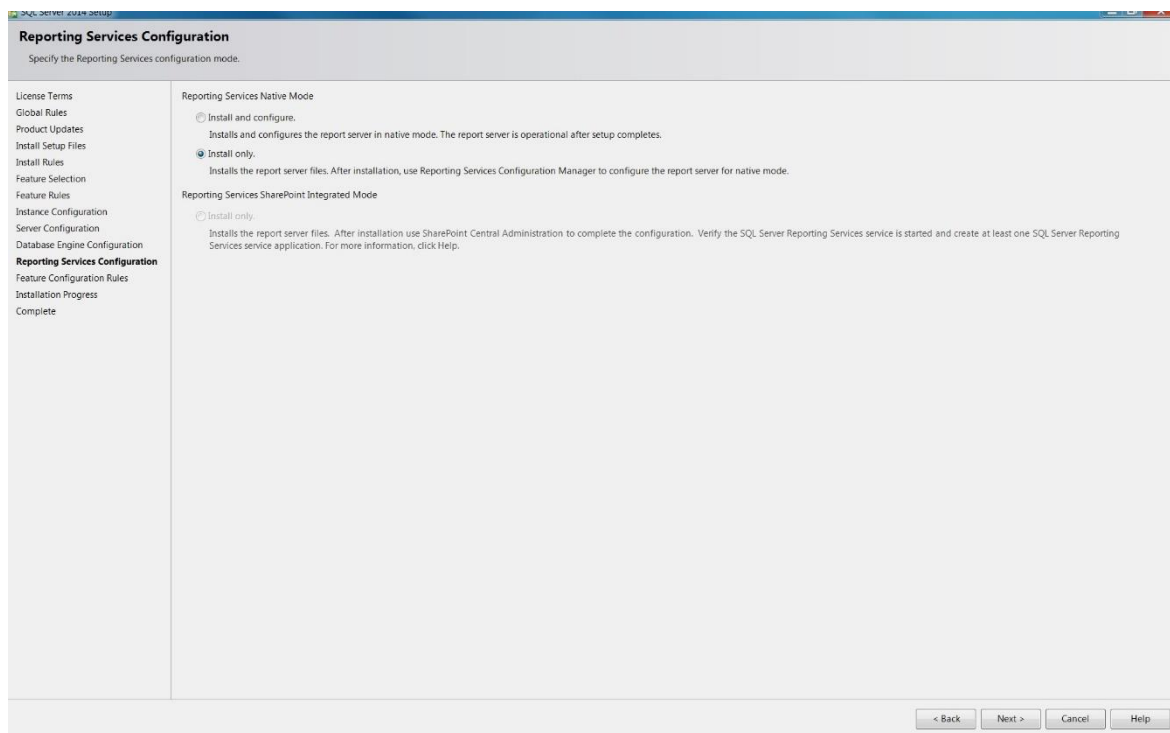 SQL Server 2014 Setup
Reporting Services Configuration
Specify the Reporting Services configuration mode.
License Terms
Global Rules
Product Updates
Install Setup Files
Install Rules
Feature Selection
Feature Rules
Instance Configuration
Server Configuration
Database Engine Configuration
Reporting Services Configuration
Feature Configuration Rules
Installation Progress
Complete
Reporting Services Native Mode
Install and configure.
Installs and configures the report server in native mode. The report server is operational after setup completes.
Install only.
Installs the report server files. After installation, use Reporting Services Configuration Manager to configure the report server for native mode.
Reporting Services SharePoint Integrated Mode
Install only.
Installs the report server files. After installation use SharePoint Central Administration to complete the configuration. Verify the SQL Server Reporting Services service is started and create at least one SQL Server Reporting
Services service application. For more information, click Help.
< Back Next > Cancel Help